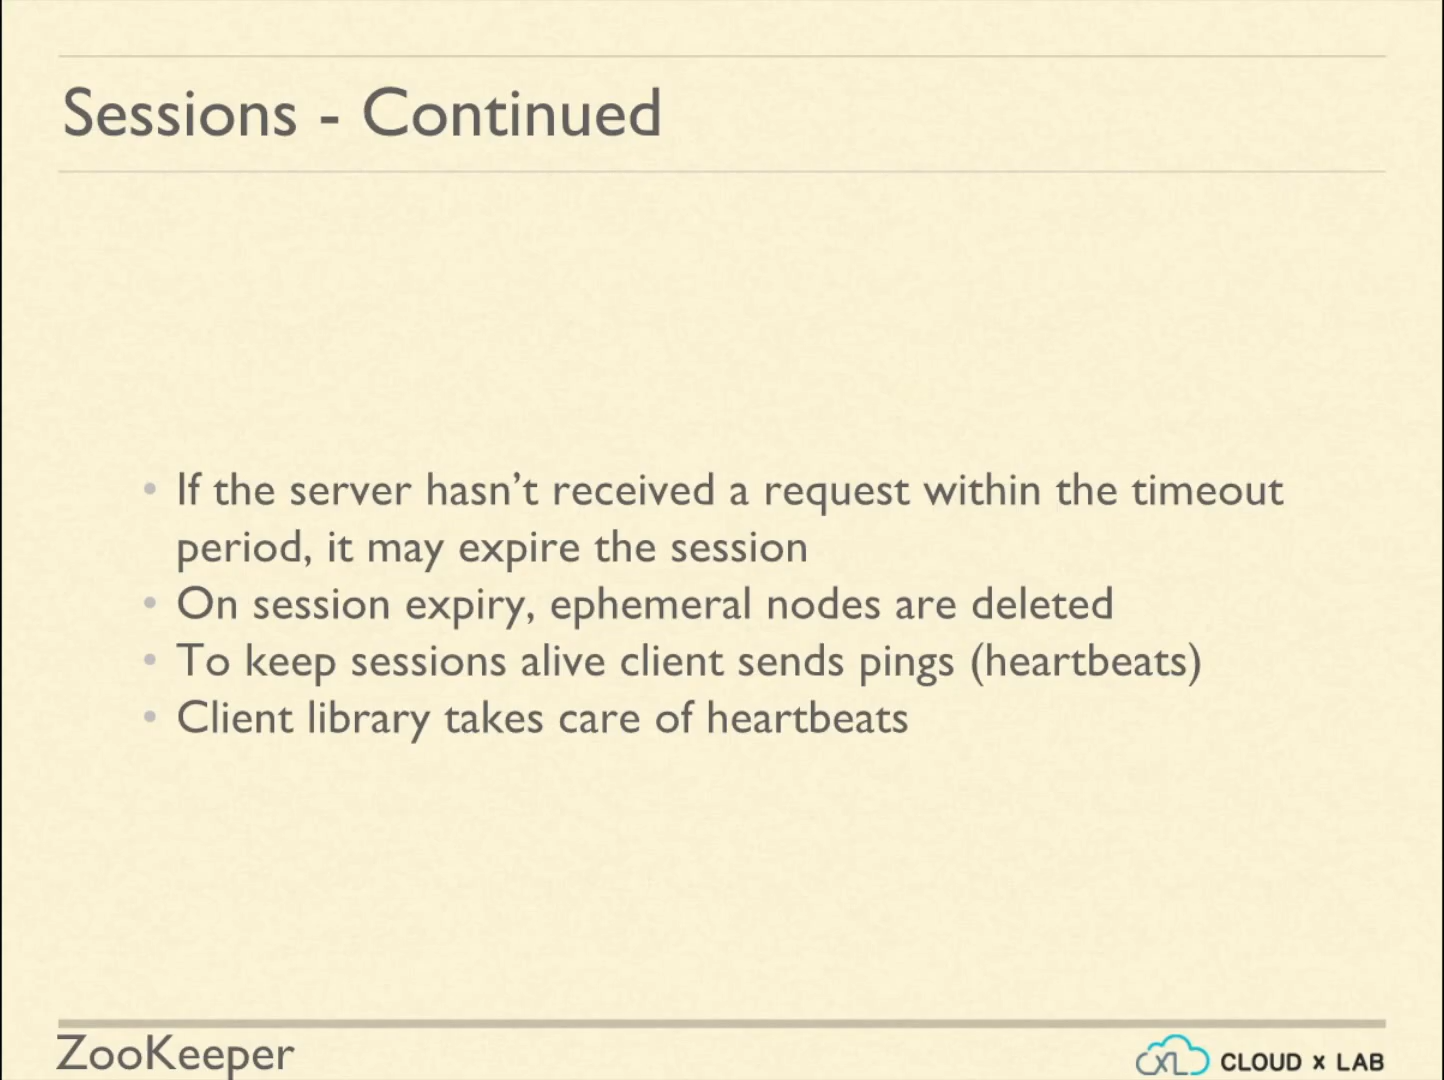 Sessions - Continued
• If the server hasn’t received a request within the timeout
period, it may expire the session
• On session expiry, ephemeral nodes are deleted
• To keep sessions alive client sends pings (heartbeats)
• Client library takes care of heartbeats
ZooKeeper
CXL CLOUD x LAB